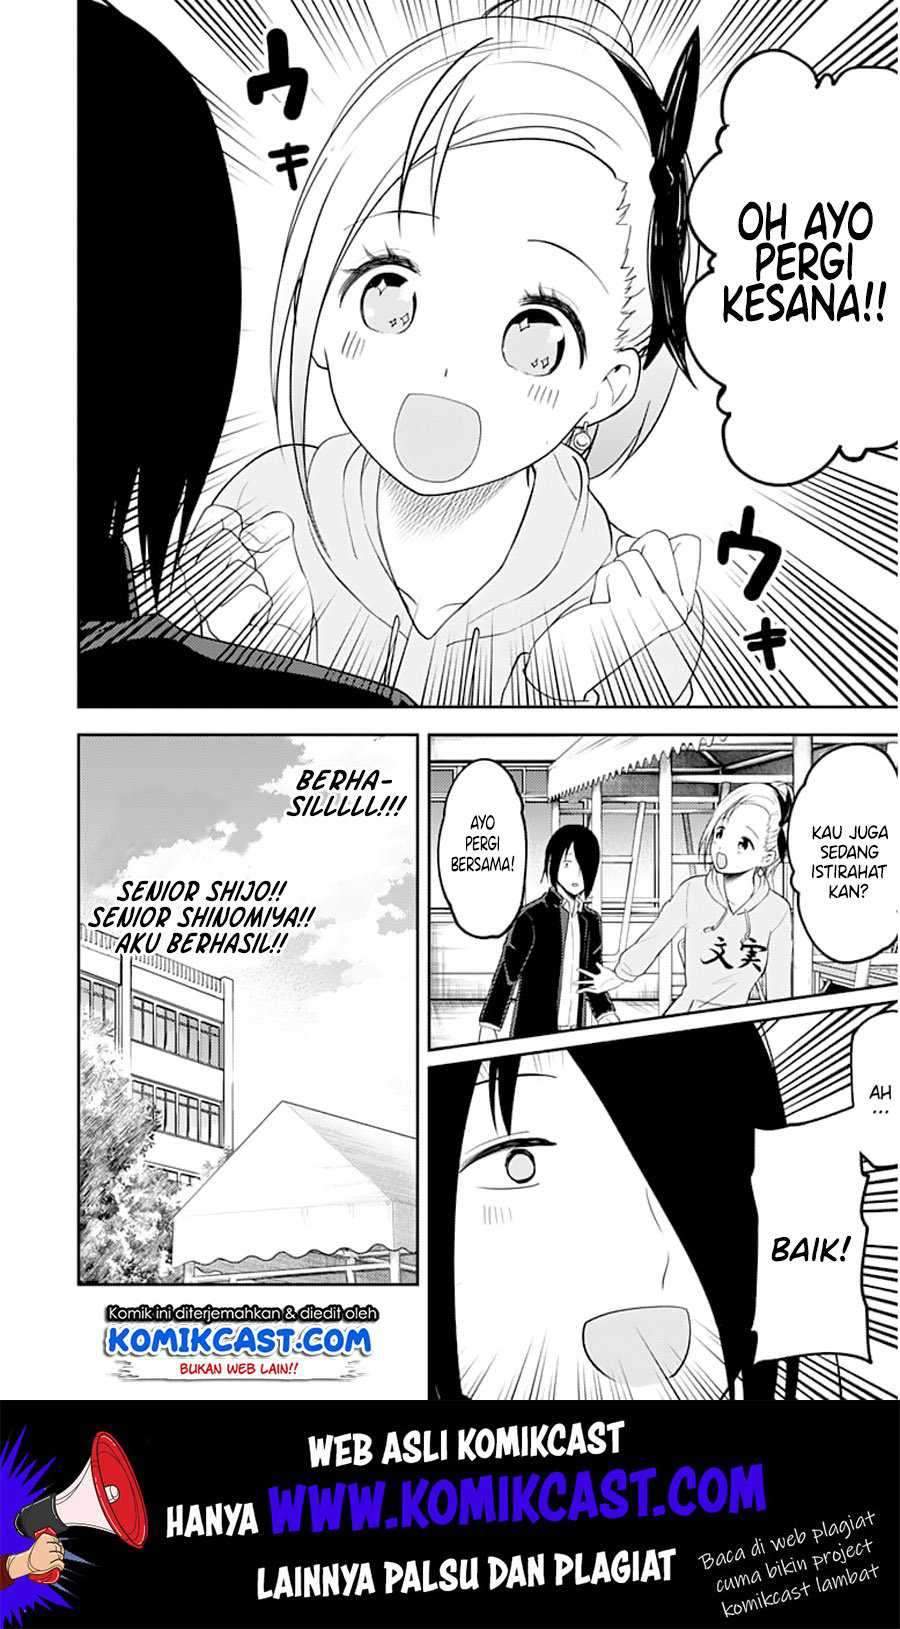 OH AYO
PERGI
KESANA!!
ウ
キ
ウ
キ
KAU JUGA
SEDANG
ISTIRAHAT
KAN?
AYO
PERGI
BERSAMA!
文実
AH
...
BAIK!
BERHA-
SILLLLL!!!
SENIOR SHIJO!!
SENIOR SHINOMIYA!!
AKU BERHASIL!!
Komik ini diterjemahkan & diedit oleh
KOMIKCAST.COM
BUKAN WEB LAIN!!
WEB ASLI KOMIKCAST
HANYA WWW.KOMIKCAST.COM
LAINNYA PALSU DAN PLAGIAT
Baca di web plagiat
cuma bikin project
komikcast lambat